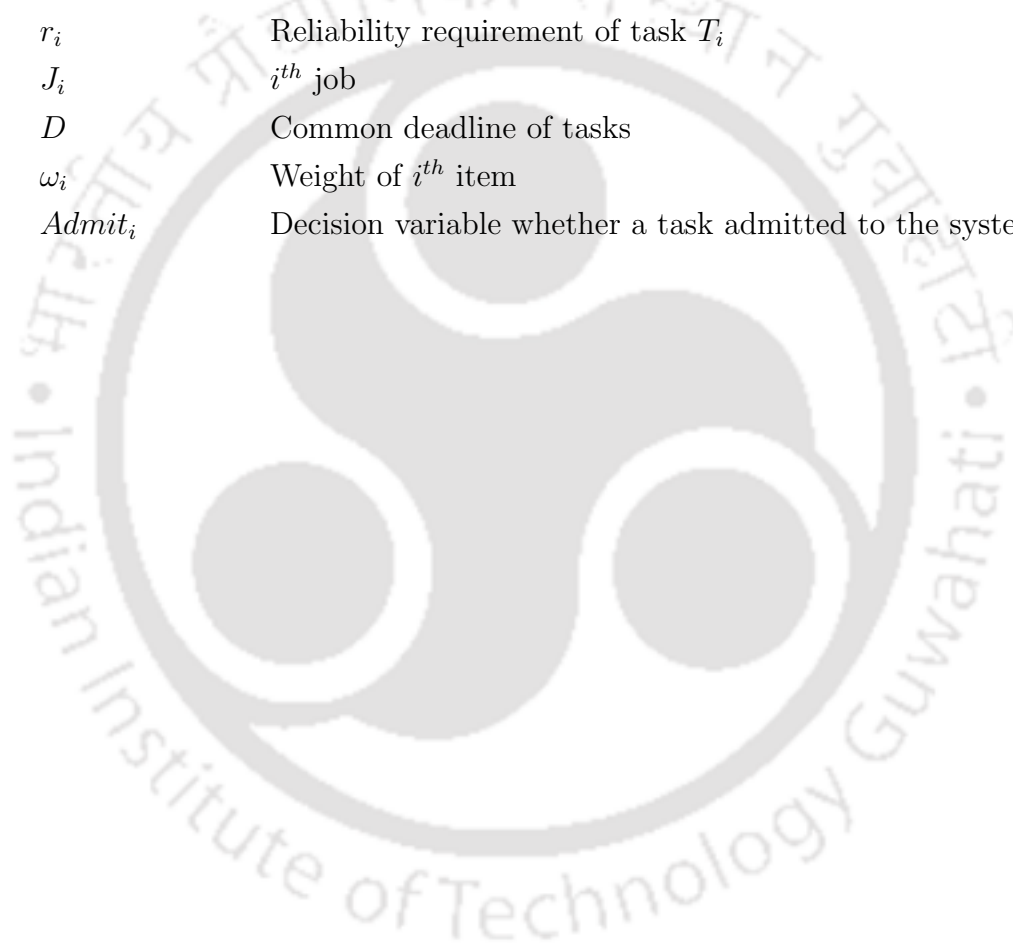 r_i Reliability requirement of task T_i
J_i i^{th} job
D Common deadline of tasks
ω_i Weight of i^{th} item
Admit_i Decision variable whether a task admitted to the syste
Indian Institute of Technology Guwahati